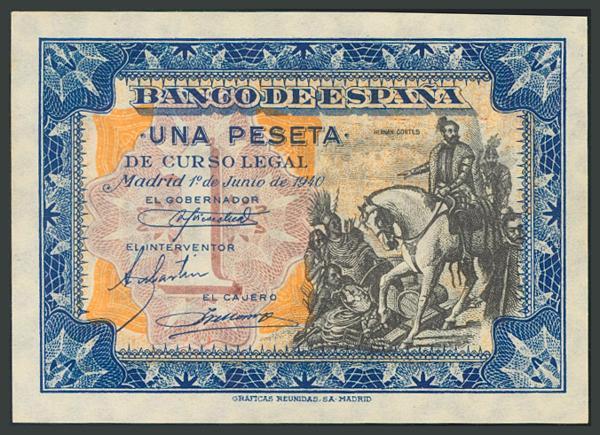 BANCO DE ESPAÑA
·UNA PESETA·
HERNAN CORTES
DE CURSO LEGAL
Madrid 1º de Junio de 1940
EL GOBERNADOR
EL INTERVENTOR
EL CAJERO
1
GRÁFICAS REUNIDAS, S.A.-MADRID